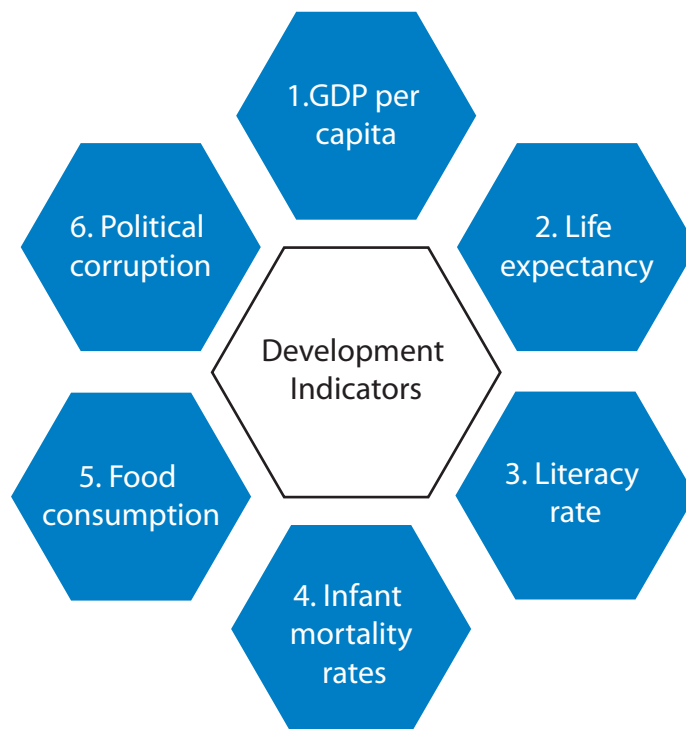 1.GDP per
capita
2. Life
expectancy
3. Literacy
rate
4. Infant
mortality
rates
5. Food
consumption
6. Political
corruption
Development
Indicators